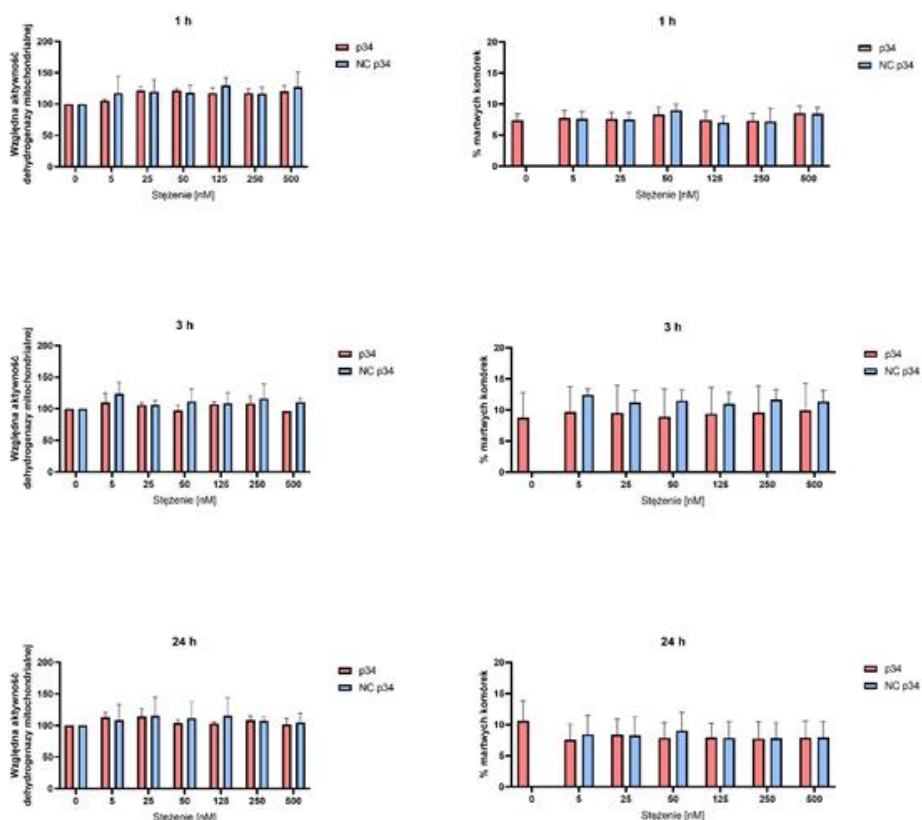 1 h
Względna aktywność
dehydrogenazy mitochondrialnej
200
150
100
50
0
0 5 25 50 125 250 500
Stężenie [nM]
p34
NC p34
1 h
% martwych komórek
20
15
10
5
0
0 5 25 50 125 250 500
Stężenie [nM]
p34
NC p34
3 h
Względna aktywność
dehydrogenazy mitochondrialnej
200
150
100
50
0
0 5 25 50 125 250 500
Stężenie [nM]
p34
NC p34
3 h
% martwych komórek
20
15
10
5
0
0 5 25 50 125 250 500
Stężenie [nM]
p34
NC p34
24 h
Względna aktywność
dehydrogenazy mitochondrialnej
200
150
100
50
0
0 5 25 50 125 250 500
Stężenie [nM]
p34
NC p34
24 h
% martwych komórek
20
15
10
5
0
0 5 25 50 125 250 500
Stężenie [nM]
p34
NC p34